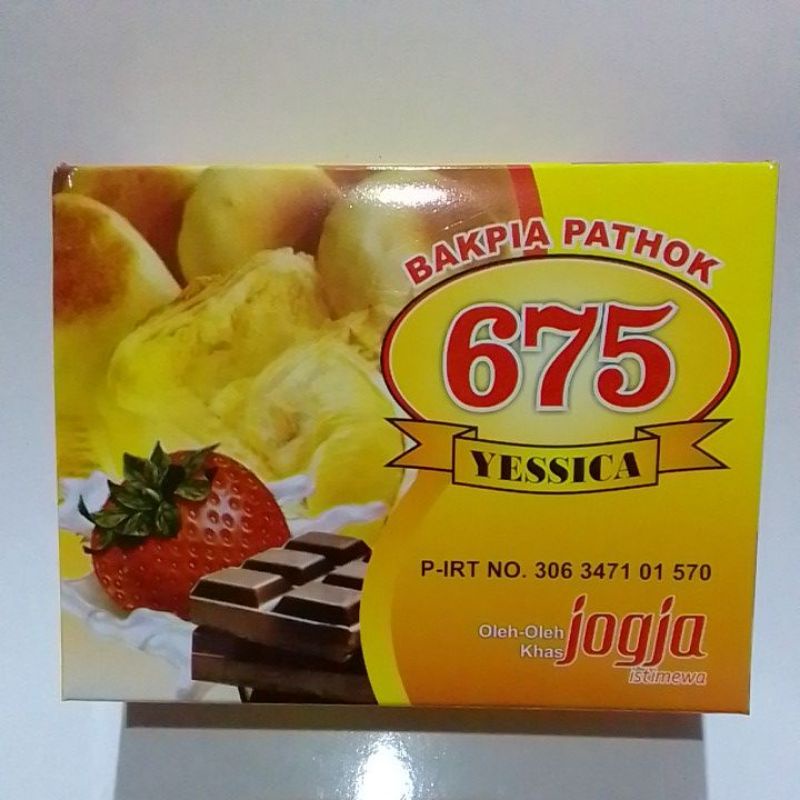 BAKPIA PATHOK
675
YESSICA
P-IRT NO. 306 3471 01 570
Oleh-Oleh
Khas jogja
istimewa